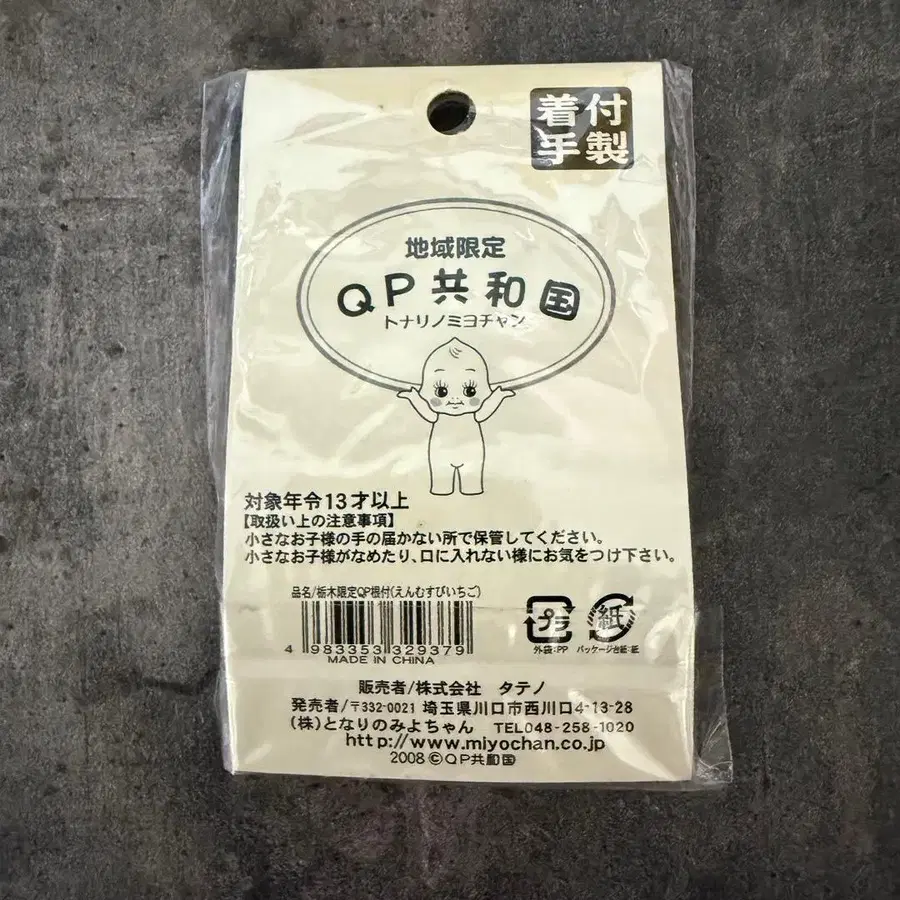 着付
手製
地域限定
QP共和国
トナリノミヨチャン
対象年令13才以上
【取扱い上の注意事項】
小さなお子様の手の届かない所で保管してください。
小さなお子様がなめたり、口に入れない様にお気をつけ下さい。
品名/栃木限定QP根付(えんむすびいちご)
4 983353 329379
MADE IN CHINA
プラ
外袋:PP
紙
パッケージ台紙:紙
販売者/株式会社 タテノ
発売者/〒332-0021 埼玉県川口市西川口4-13-28
(株)となりのみよちゃん TEL048-258-1020
http://www.miyochan.co.jp
2008©QP共和国